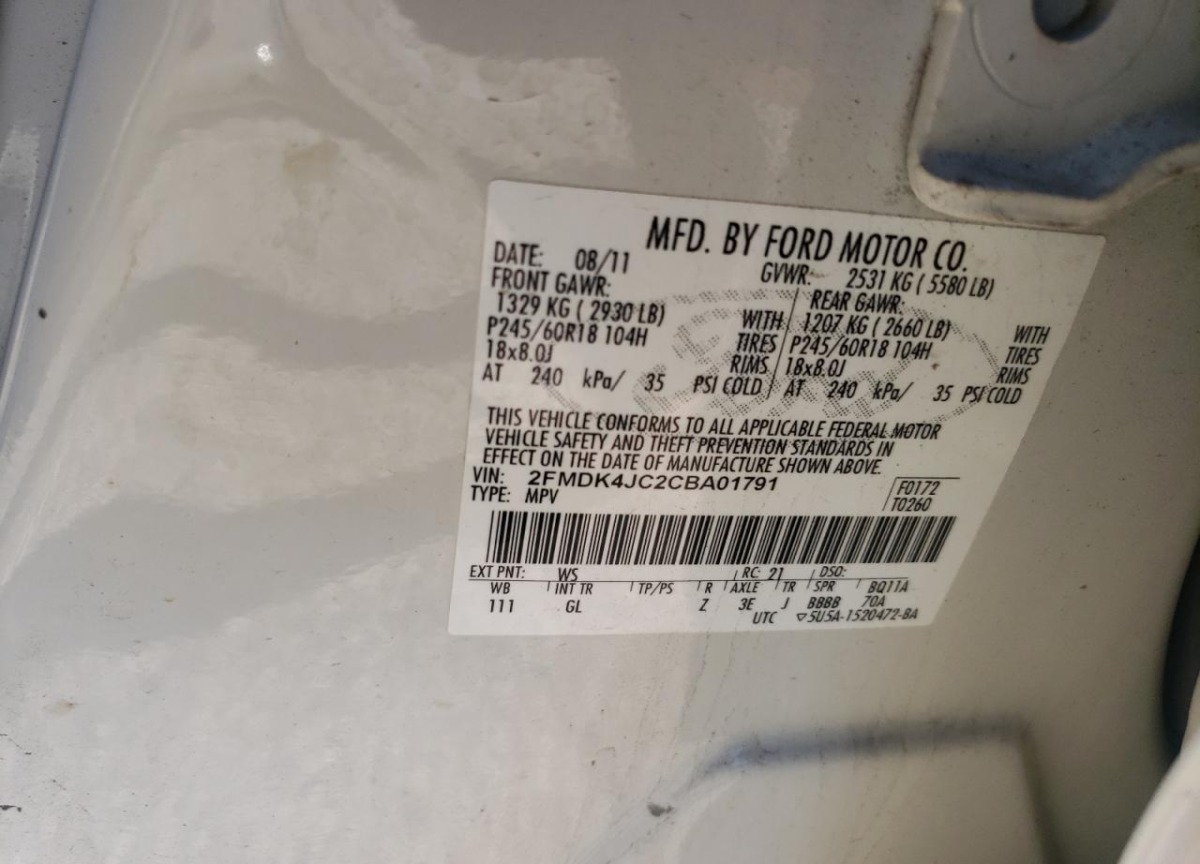 MFD. BY FORD MOTOR CO.
DATE: 08/11 GVWR: 2531 KG ( 5580 LB)
FRONT GAWR: REAR GAWR:
1329 KG ( 2930 LB) WITH 1207 KG ( 2660 LB) WITH
P245/60R18 104H TIRES P245/60R18 104H TIRES
18x8.0J RIMS 18x8.0J RIMS
AT 240 kPa/ 35 PSI COLD AT 240 kPa/ 35 PSI COLD
THIS VEHICLE CONFORMS TO ALL APPLICABLE FEDERAL MOTOR
VEHICLE SAFETY AND THEFT PREVENTION STANDARDS IN
EFFECT ON THE DATE OF MANUFACTURE SHOWN ABOVE.
VIN: 2FMDK4JC2CBA01791 F0172
TYPE: MPV T0260
EXT PNT: WS RC: 21 DSO:
WB INT TR TP/PS R AXLE TR SPR BQ11A
111 GL Z 3E J BBBB 70A
UTC ▽5U5A-1520472-BA